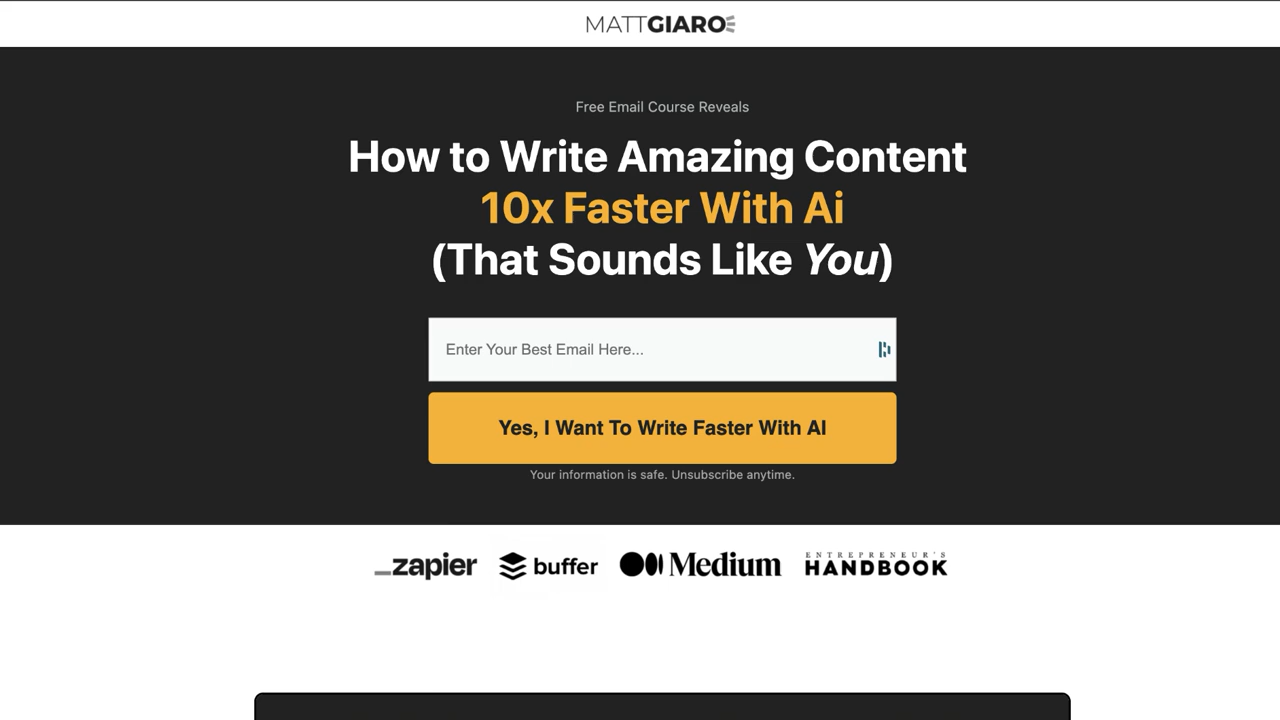 MATTGIARO
Free Email Course Reveals
How to Write Amazing Content
10x Faster With Ai
(That Sounds Like You)
Enter Your Best Email Here...
Yes, I Want To Write Faster With AI
Your information is safe. Unsubscribe anytime.
_zapier buffer Medium ENTREPRENEUR'S HANDBOOK